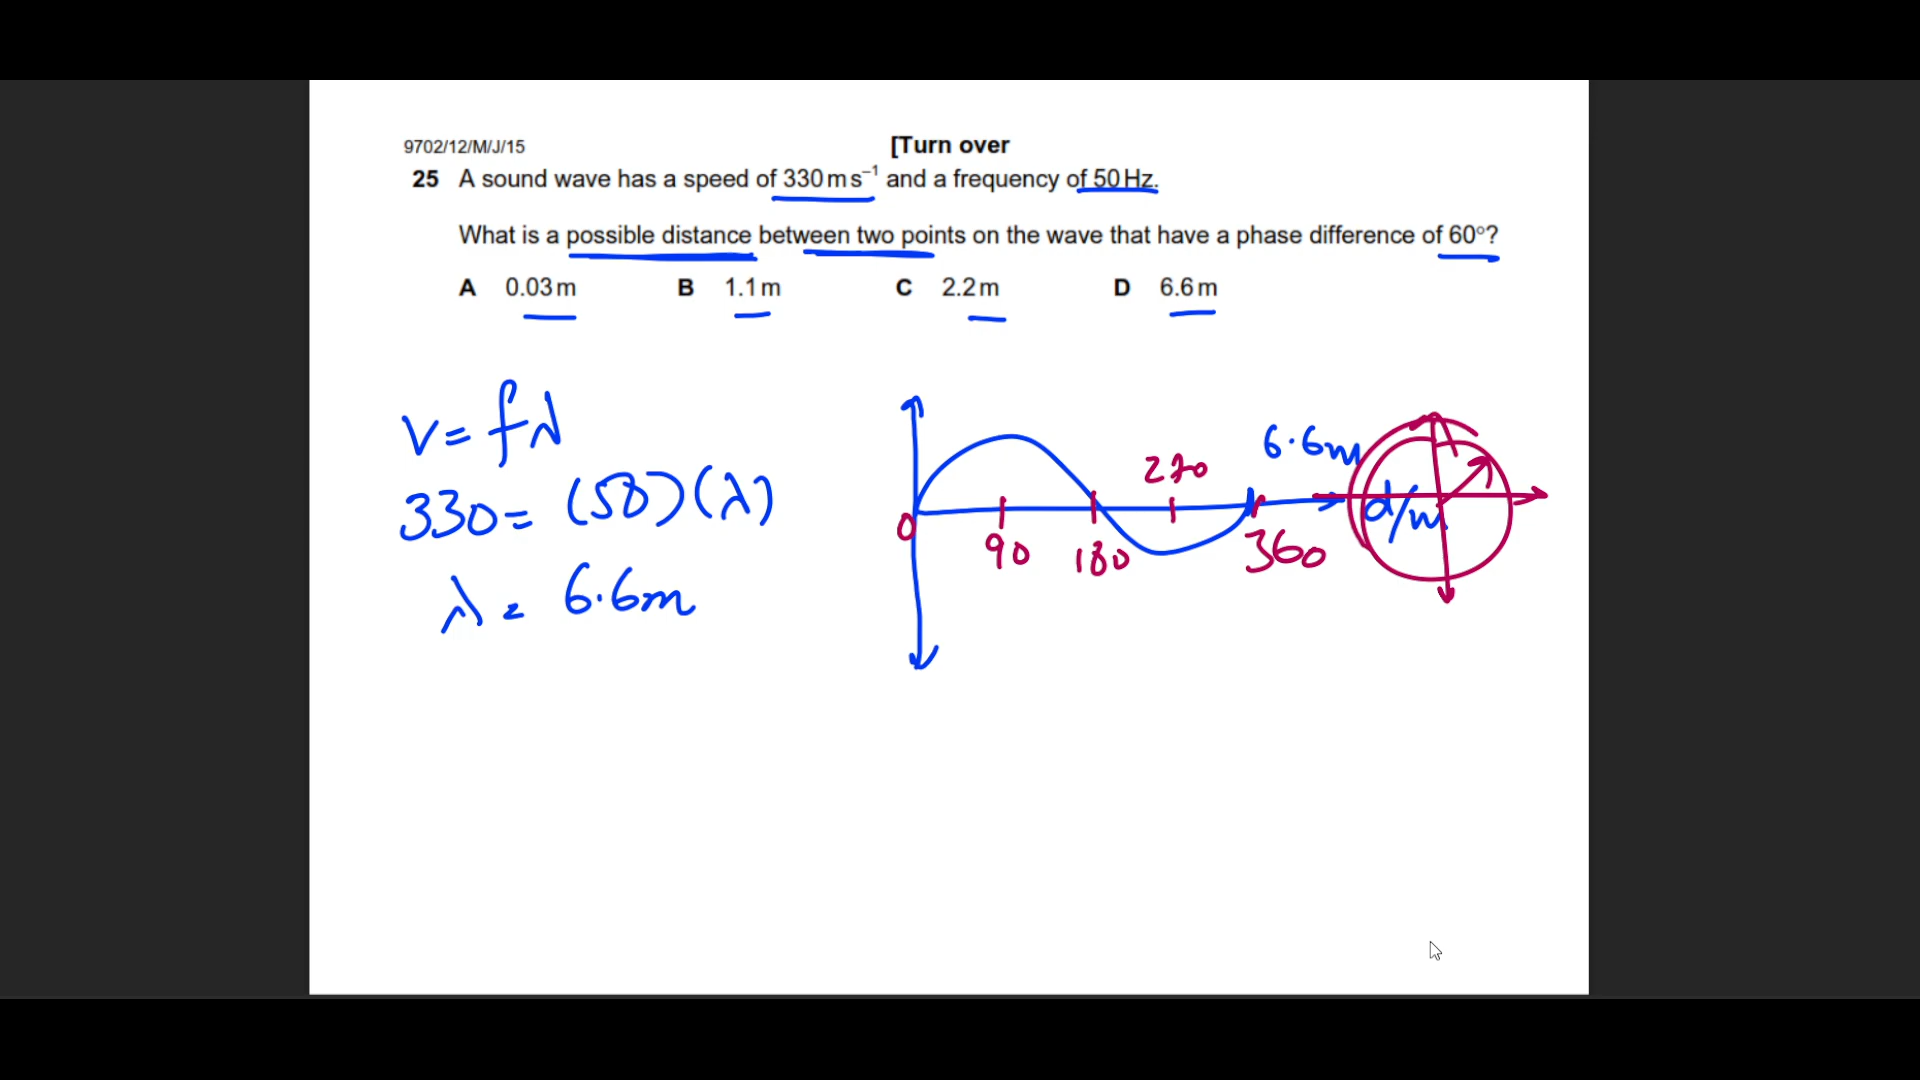 9702/12/M/J/15 [Turn over
25 A sound wave has a speed of 330 m s⁻¹ and a frequency of 50 Hz.
What is a possible distance between two points on the wave that have a phase difference of 60°?
A 0.03 m B 1.1 m C 2.2 m D 6.6 m
v = fλ
330 = (50)(λ)
λ = 6.6m
6.6m
270
0
d/m
90
180
360